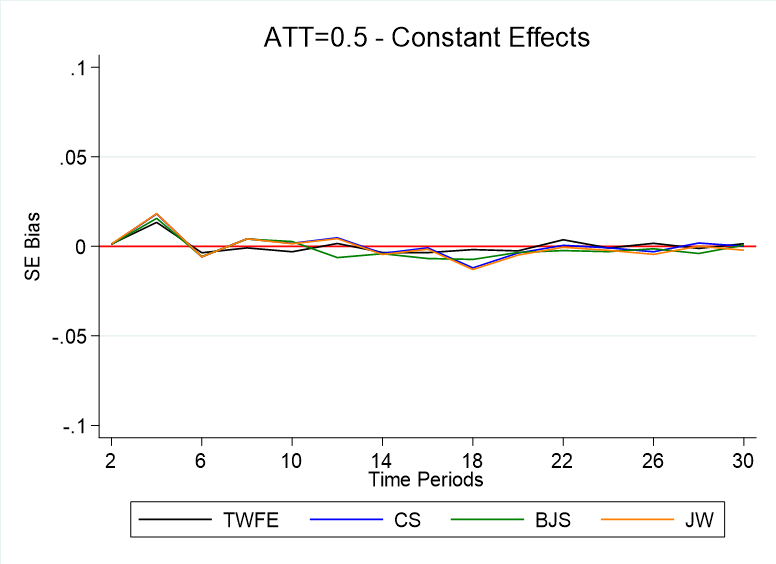 ATT=0.5 - Constant Effects
.1
.05
0
-.05
-.1
SE Bias
2 6 10 14 18 22 26 30
Time Periods
TWFE CS BJS JW